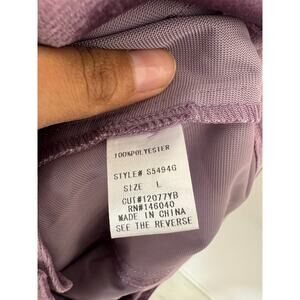 100%POLYESTER
STYLE# S5494G
SIZE L
CUT#12077YB
RN#146040
MADE IN CHINA
SEE THE REVERSE